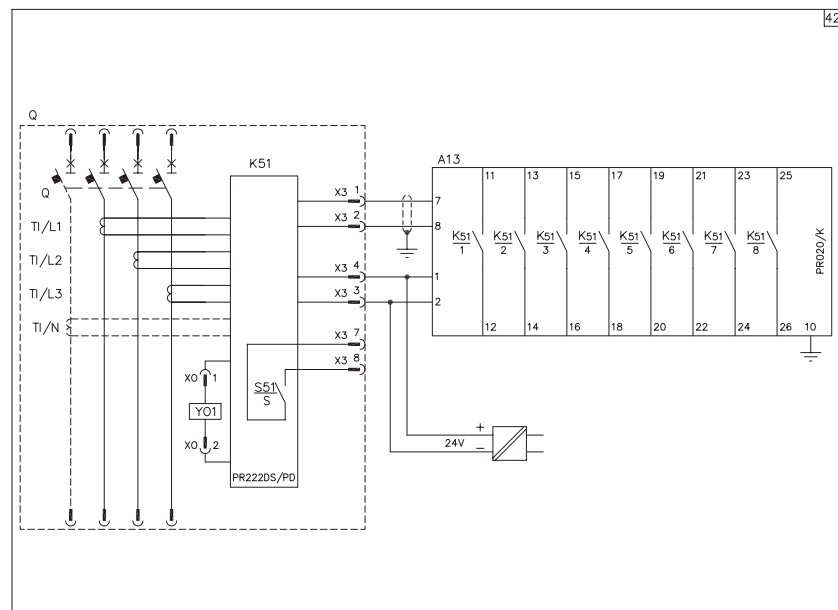 42
Q
K51
A13
Q
TI/L1
TI/L2
TI/L3
TI/N
X3 1
X3 2
X3 4
X3 3
X3 7
X3 8
7
8
1
2
11 13 15 17 19 21 23 25
K51 K51 K51 K51 K51 K51 K51 K51
1 2 3 4 5 6 7 8
12 14 16 18 20 22 24 26 10
PR020/K
X0 1
Y01
X0 2
S51
S
PR222DS/PD
+
24V
−